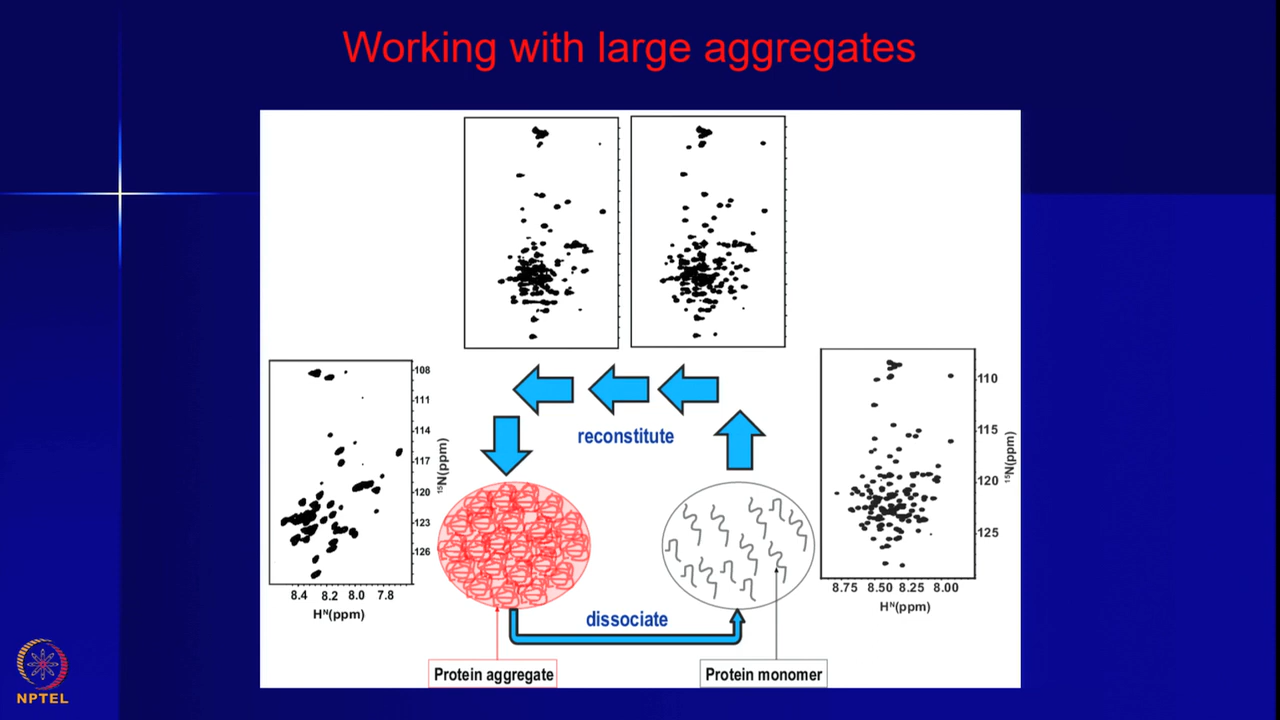 Working with large aggregates
108
111
114
117
120
123
126
¹⁵N(ppm)
8.4 8.2 8.0 7.8
Hᴺ(ppm)
reconstitute
110
115
120
125
¹⁵N(ppm)
8.75 8.50 8.25 8.00
Hᴺ(ppm)
dissociate
Protein aggregate
Protein monomer
NPTEL